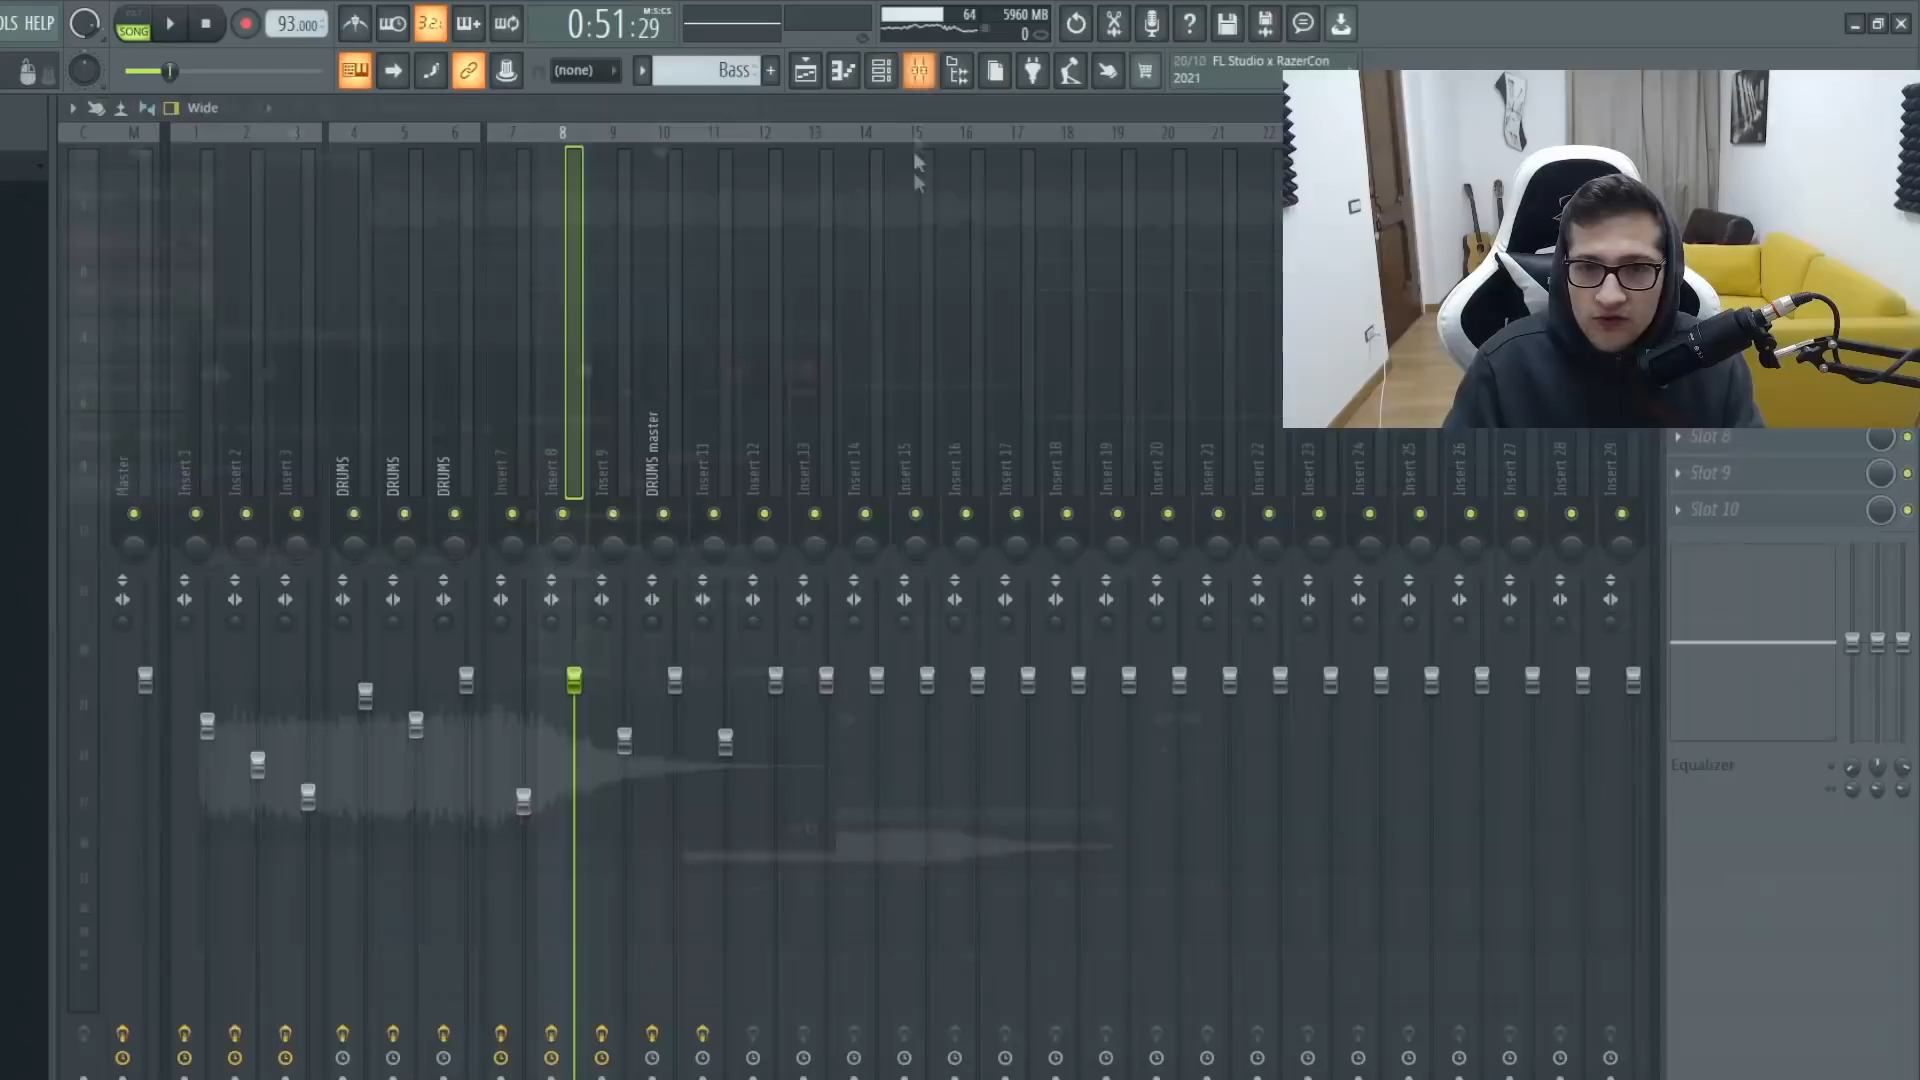 OLS HELP
PAT
SONG
93.000
3.2.
0:51:29
M:S:CS
64
5960 MB
0
(none)
Bass
20/10 FL Studio x RazerCon
2021
Wide
C M 1 2 3 4 5 6 7 8 9 10 11 12 13 14 15 16 17 18 19 20 21 22
Master
Insert 1
Insert 2
Insert 3
DRUMS
DRUMS
DRUMS
Insert 7
Insert 8
Insert 9
DRUMS master
Insert 11
Insert 12
Insert 13
Insert 14
Insert 15
Insert 16
Insert 17
Insert 18
Insert 19
Insert 20
Insert 21
Insert 22
Insert 23
Insert 24
Insert 25
Insert 26
Insert 27
Insert 28
Insert 29
Slot 8
Slot 9
Slot 10
Equalizer